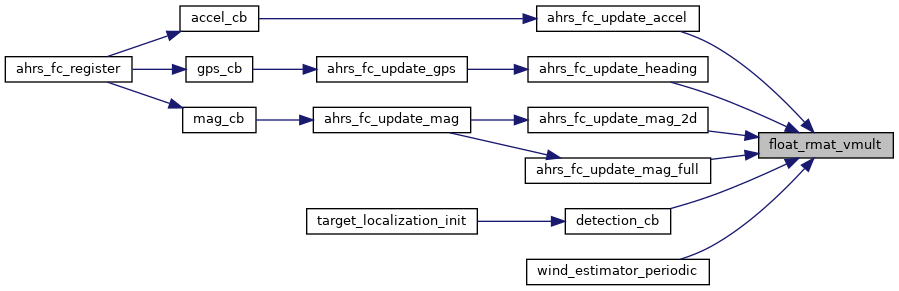 accel_cb
ahrs_fc_update_accel
ahrs_fc_register
gps_cb
ahrs_fc_update_gps
ahrs_fc_update_heading
mag_cb
ahrs_fc_update_mag
ahrs_fc_update_mag_2d
float_rmat_vmult
ahrs_fc_update_mag_full
target_localization_init
detection_cb
wind_estimator_periodic